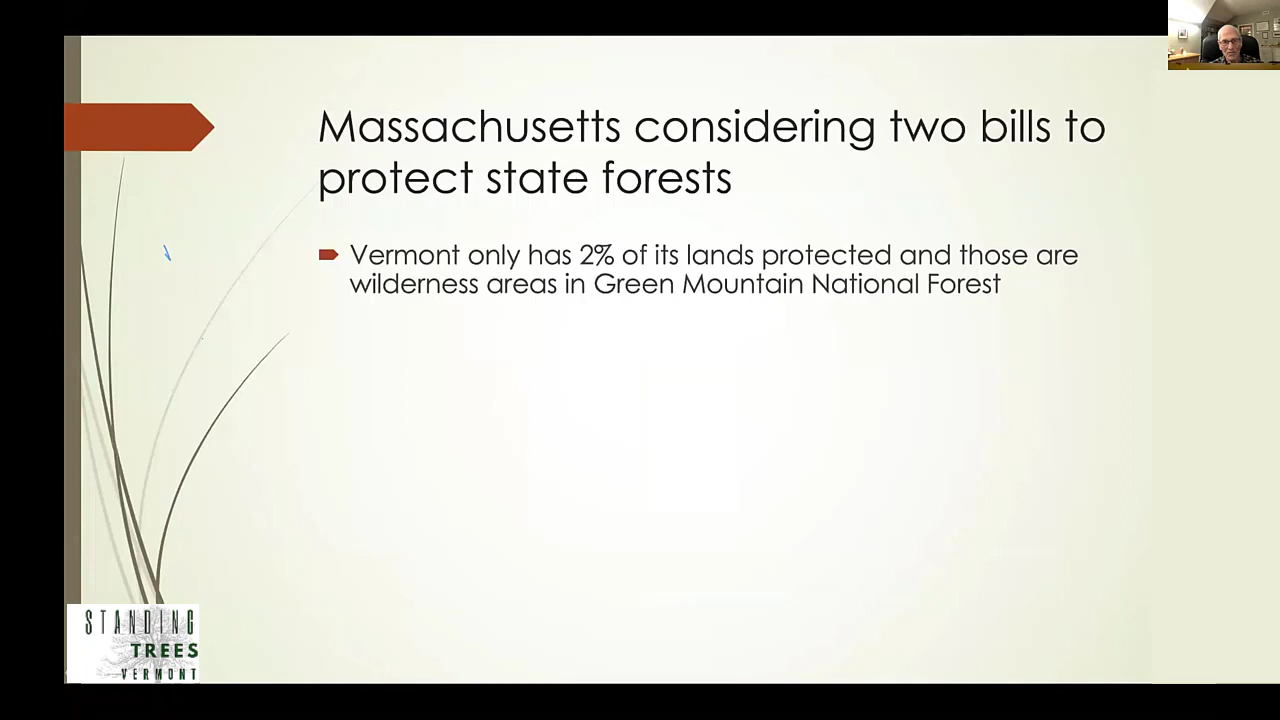 Massachusetts considering two bills to
protect state forests
Vermont only has 2% of its lands protected and those are
wilderness areas in Green Mountain National Forest
STANDING
TREES
VERMONT